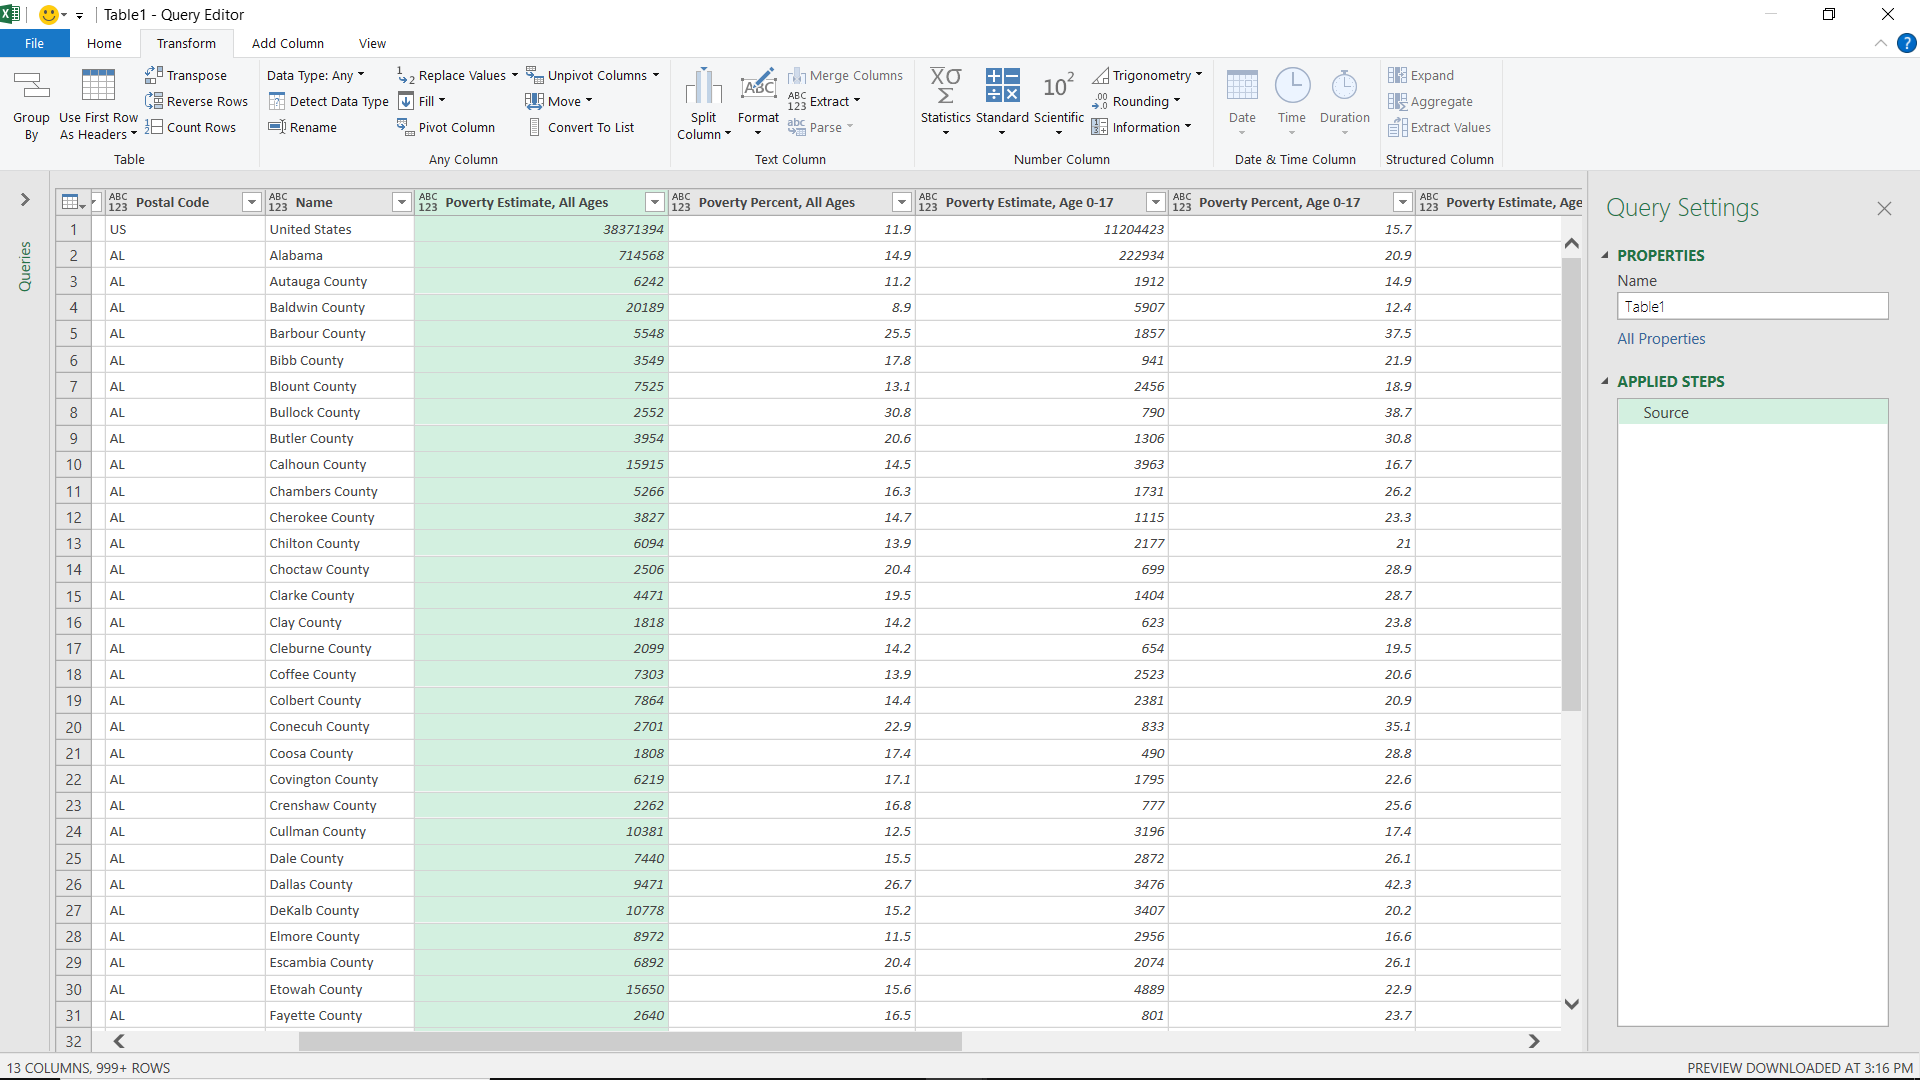 Table1 - Query Editor
File Home Transform Add Column View
Group By
Use First Row As Headers
Transpose
Reverse Rows
Count Rows
Table
Data Type: Any
Detect Data Type
Rename
Replace Values
Fill
Pivot Column
Unpivot Columns
Move
Convert To List
Any Column
Split Column
Format
Merge Columns
Extract
Parse
Text Column
Statistics
Standard
Scientific
Trigonometry
Rounding
Information
Number Column
Date
Time
Duration
Date & Time Column
Expand
Aggregate
Extract Values
Structured Column
Queries
ABC 123 Postal Code ABC 123 Name ABC 123 Poverty Estimate, All Ages ABC 123 Poverty Percent, All Ages ABC 123 Poverty Estimate, Age 0-17 ABC 123 Poverty Percent, Age 0-17 ABC 123 Poverty Estimate, Age
1 US United States 38371394 11.9 11204423 15.7
2 AL Alabama 714568 14.9 222934 20.9
3 AL Autauga County 6242 11.2 1912 14.9
4 AL Baldwin County 20189 8.9 5907 12.4
5 AL Barbour County 5548 25.5 1857 37.5
6 AL Bibb County 3549 17.8 941 21.9
7 AL Blount County 7525 13.1 2456 18.9
8 AL Bullock County 2552 30.8 790 38.7
9 AL Butler County 3954 20.6 1306 30.8
10 AL Calhoun County 15915 14.5 3963 16.7
11 AL Chambers County 5266 16.3 1731 26.2
12 AL Cherokee County 3827 14.7 1115 23.3
13 AL Chilton County 6094 13.9 2177 21
14 AL Choctaw County 2506 20.4 699 28.9
15 AL Clarke County 4471 19.5 1404 28.7
16 AL Clay County 1818 14.2 623 23.8
17 AL Cleburne County 2099 14.2 654 19.5
18 AL Coffee County 7303 13.9 2523 20.6
19 AL Colbert County 7864 14.4 2381 20.9
20 AL Conecuh County 2701 22.9 833 35.1
21 AL Coosa County 1808 17.4 490 28.8
22 AL Covington County 6219 17.1 1795 22.6
23 AL Crenshaw County 2262 16.8 777 25.6
24 AL Cullman County 10381 12.5 3196 17.4
25 AL Dale County 7440 15.5 2872 26.1
26 AL Dallas County 9471 26.7 3476 42.3
27 AL DeKalb County 10778 15.2 3407 20.2
28 AL Elmore County 8972 11.5 2956 16.6
29 AL Escambia County 6892 20.4 2074 26.1
30 AL Etowah County 15650 15.6 4889 22.9
31 AL Fayette County 2640 16.5 801 23.7
32
Query Settings
PROPERTIES
Name
Table1
All Properties
APPLIED STEPS
Source
13 COLUMNS, 999+ ROWS
PREVIEW DOWNLOADED AT 3:16 PM